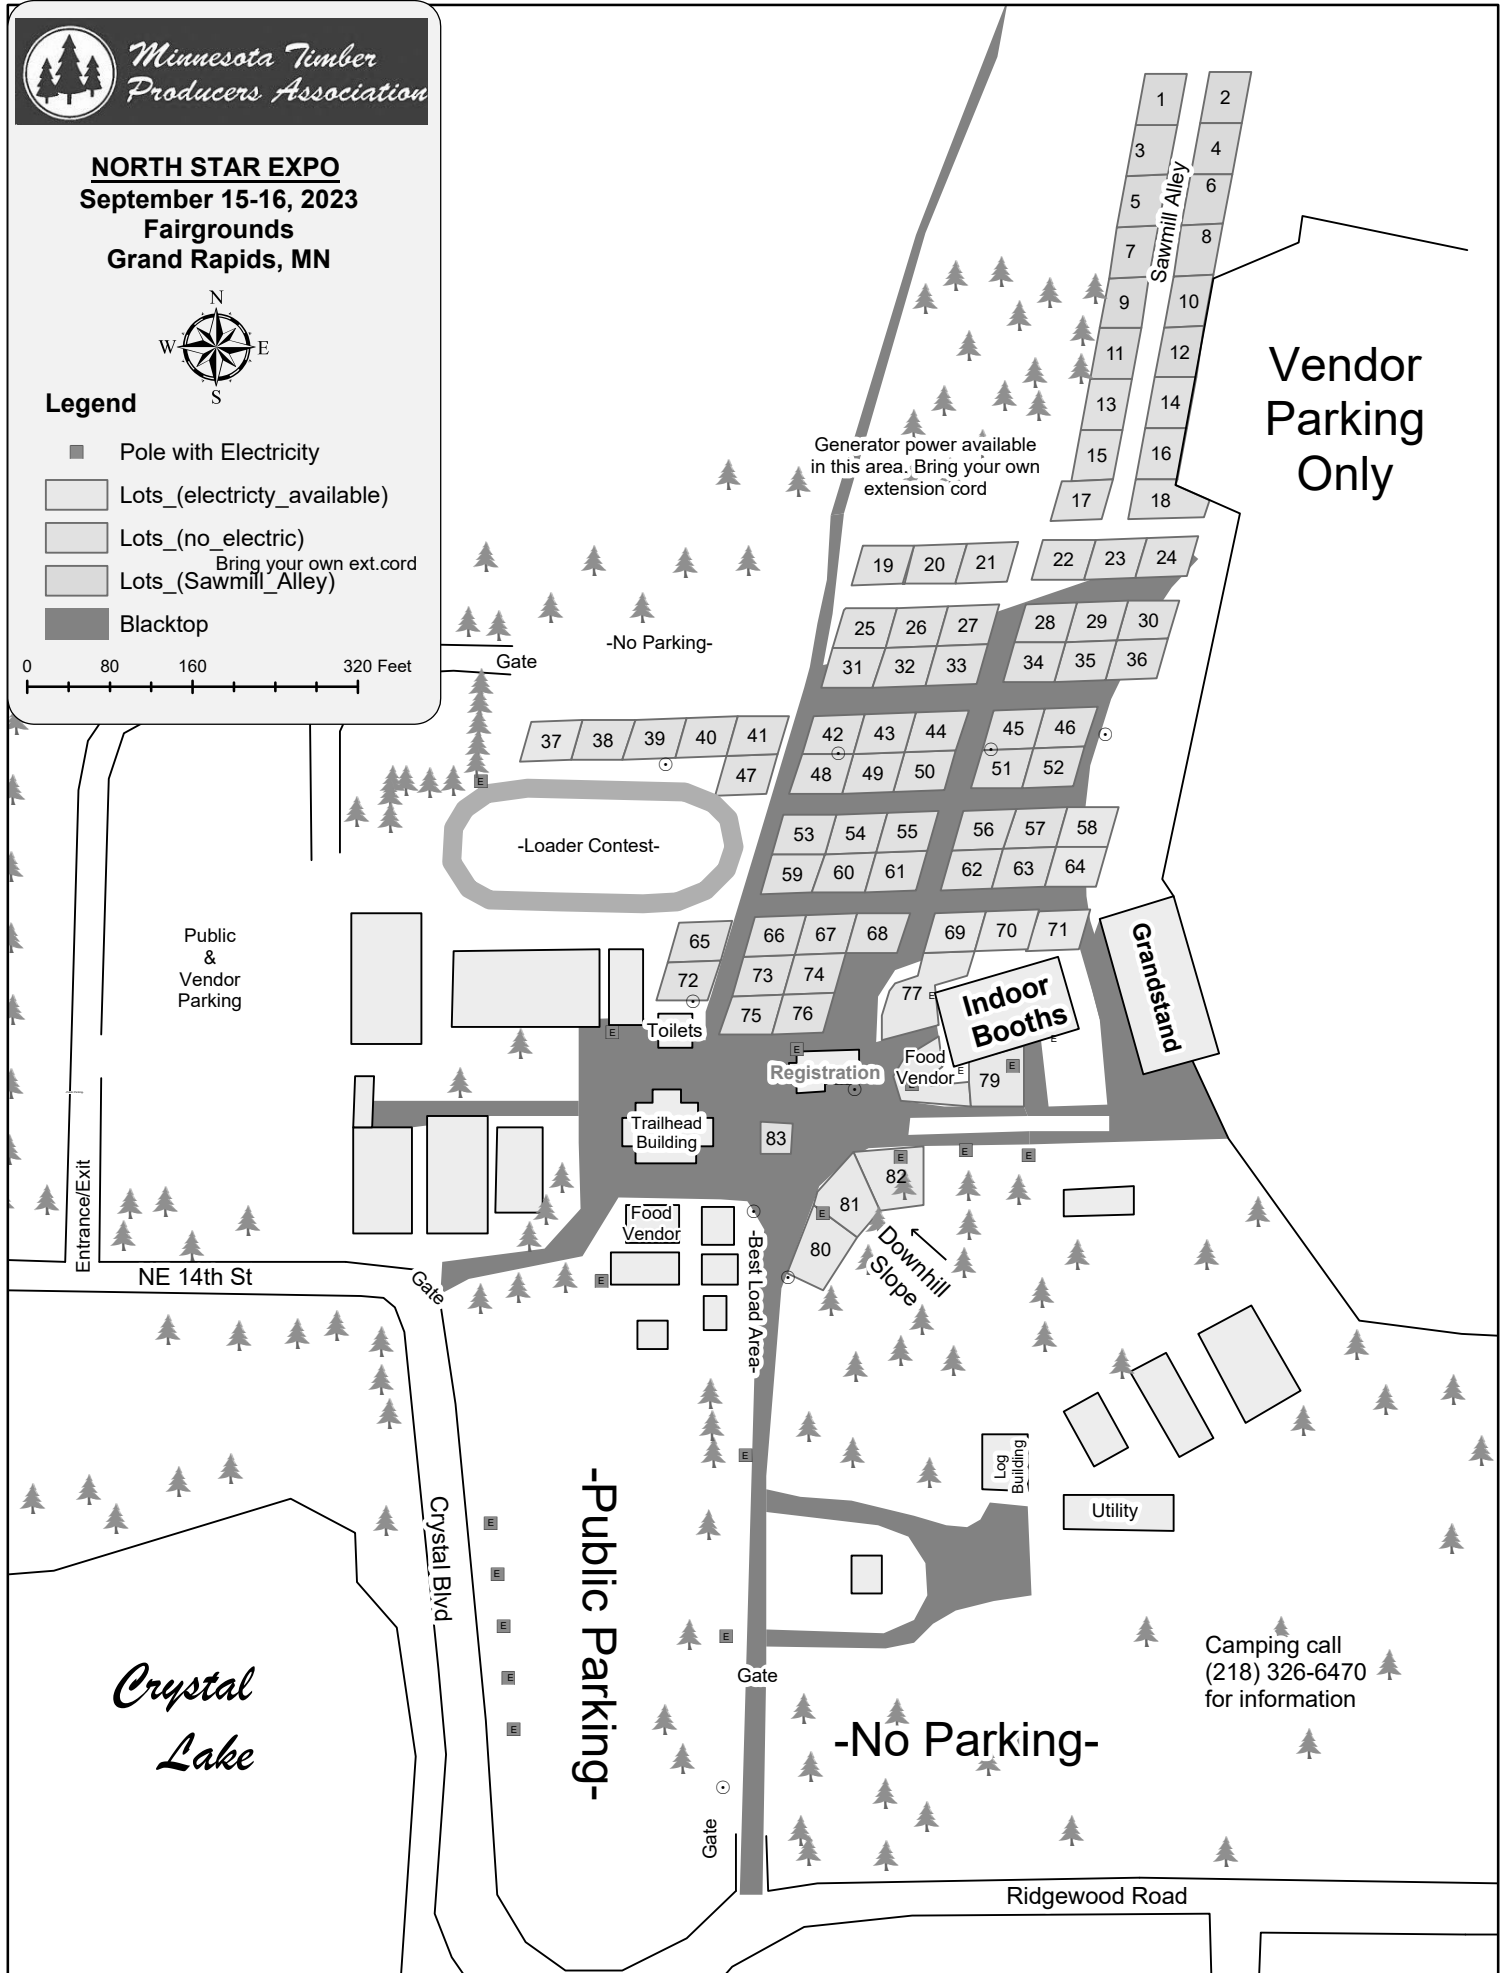 Minnesota Timber
Producers Association
NORTH STAR EXPO
September 15-16, 2023
Fairgrounds
Grand Rapids, MN
N
W
E
S
Legend
Pole with Electricity
Lots_(electricty_available)
Lots_(no_electric)
Bring your own ext.cord
Lots_(Sawmill_Alley)
Blacktop
0 80 160 320 Feet
1
2
3
4
5
6
7
8
Sawmill Alley
9
10
11
12
13
14
15
16
17
18
Vendor
Parking
Only
Generator power available
in this area. Bring your own
extension cord
19 20 21
22 23 24
25 26 27
28 29 30
31 32 33
34 35 36
-No Parking-
Gate
37 38 39 40 41
42 43 44
45 46
47
48 49 50
51 52
E
-Loader Contest-
53 54 55
56 57 58
59 60 61
62 63 64
65
66 67 68
69 70 71
72
73 74
75 76
77
E
Indoor
Booths
Grandstand
Public
&
Vendor
Parking
E
Toilets
E
Registration
Food
Vendor
E
E
E
E
79
Trailhead
Building
83
E
E
E
82
81
E
80
Downhill
Slope
Entrance/Exit
NE 14th St
Gate
Food
Vendor
E
-Best Load Area-
E
Log
Building
Utility
Crystal Blvd
E
E
E
E
E
-Public Parking-
E
Gate
Camping call
(218) 326-6470
for information
Crystal
Lake
-No Parking-
Gate
Ridgewood Road